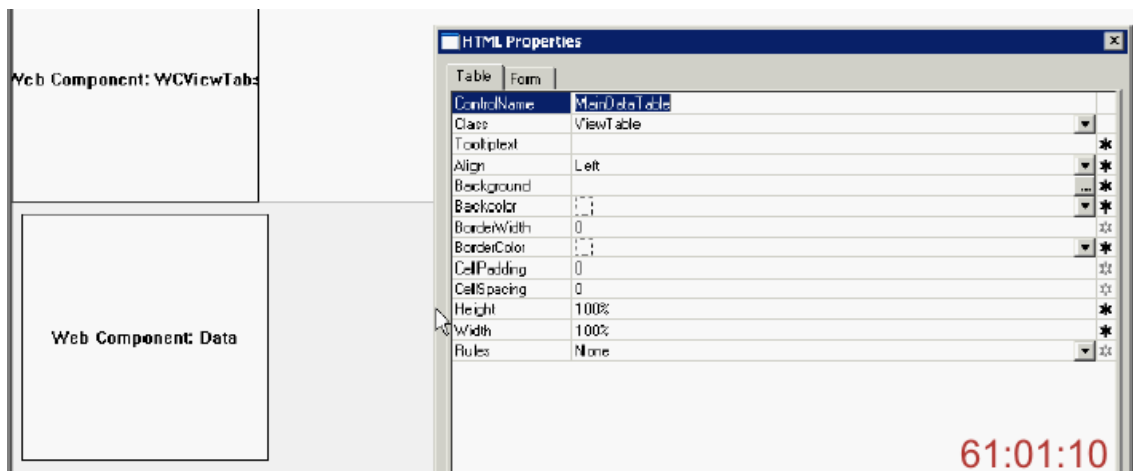 HTML Properties
Table Form
Web Component: WCViewTabs
ControlName MainDataTable
Class ViewTable
Tooltiptext
Align Left
Background ...
Backcolor
BorderWidth 0
BorderColor
CellPadding 0
CellSpacing 0
Height 100%
Width 100%
Rules None
Web Component: Data
61:01:10